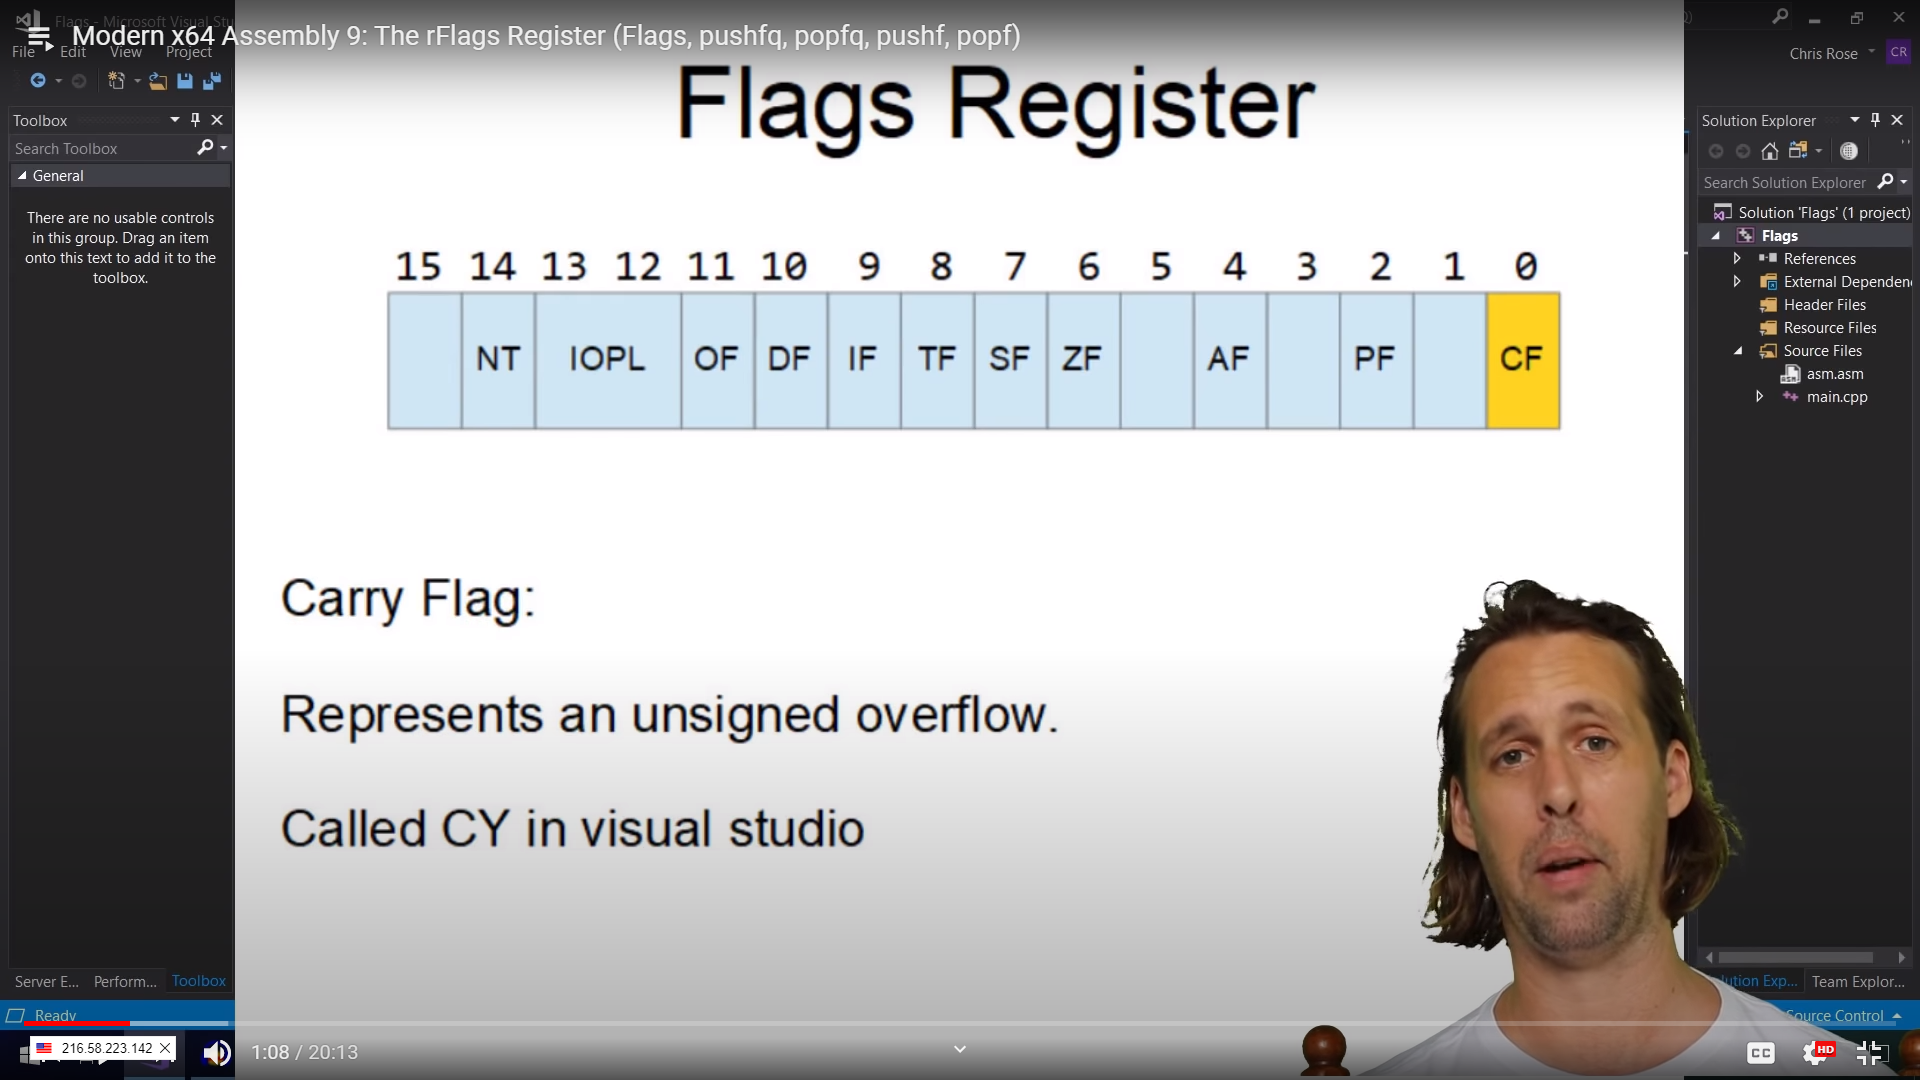 Flags - Microsoft Visual Stu
Modern x64 Assembly 9: The rFlags Register (Flags, pushfq, popfq, pushf, popf)
File Edit View Project
Chris Rose CR
Flags Register
Toolbox
Search Toolbox
General
There are no usable controls
in this group. Drag an item
onto this text to add it to the
toolbox.
15 14 13 12 11 10 9 8 7 6 5 4 3 2 1 0
NT IOPL OF DF IF TF SF ZF AF PF CF
Carry Flag:
Represents an unsigned overflow.
Called CY in visual studio
Solution Explorer
Search Solution Explorer
Solution 'Flags' (1 project)
Flags
References
External Dependen
Header Files
Resource Files
Source Files
asm.asm
main.cpp
Server E... Perform... Toolbox
lution Exp... Team Explor...
Ready
Source Control
216.58.223.142
1:08 / 20:13
CC
HD